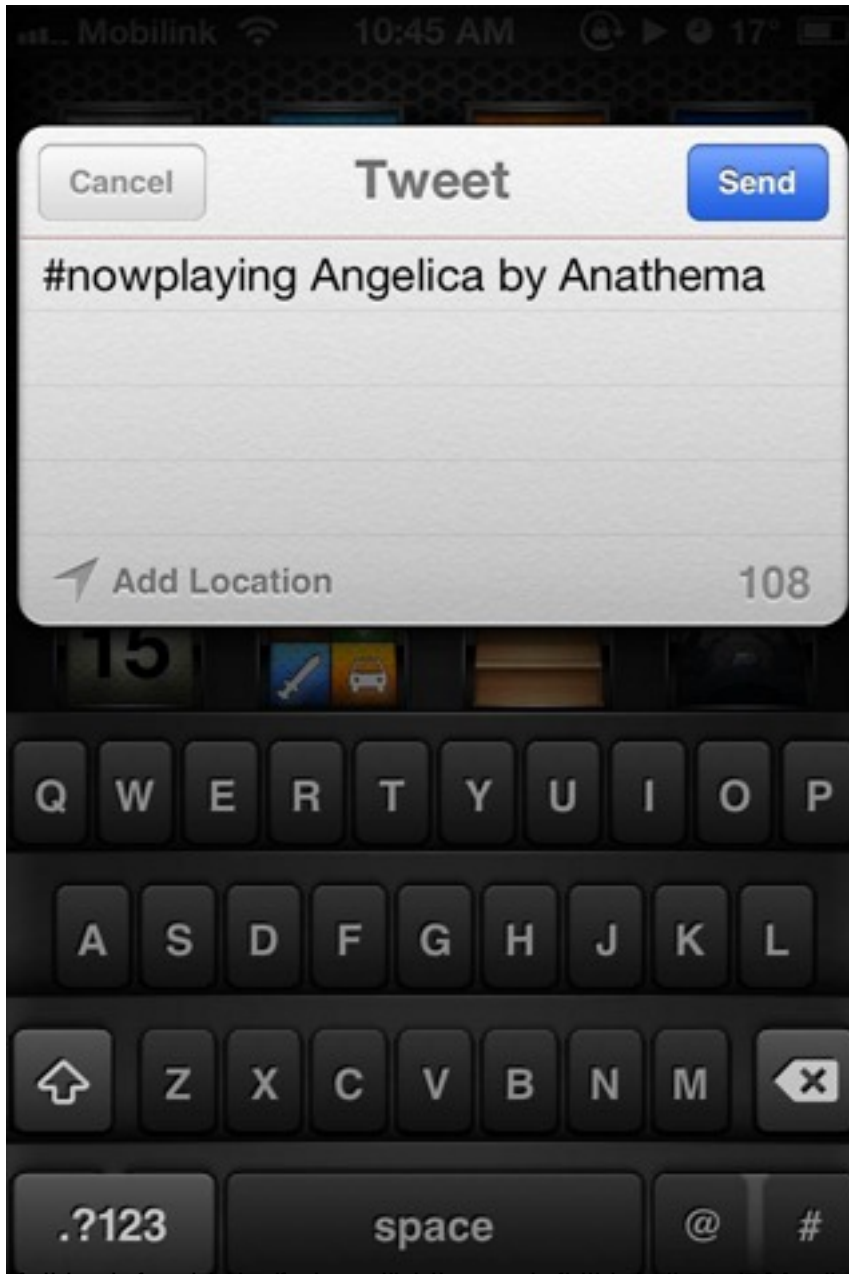 Mobilink 10:45 AM 17°
Cancel Tweet Send
#nowplaying Angelica by Anathema
Add Location 108
15
Q W E R T Y U I O P
A S D F G H J K L
Z X C V B N M
.?123 space @ #